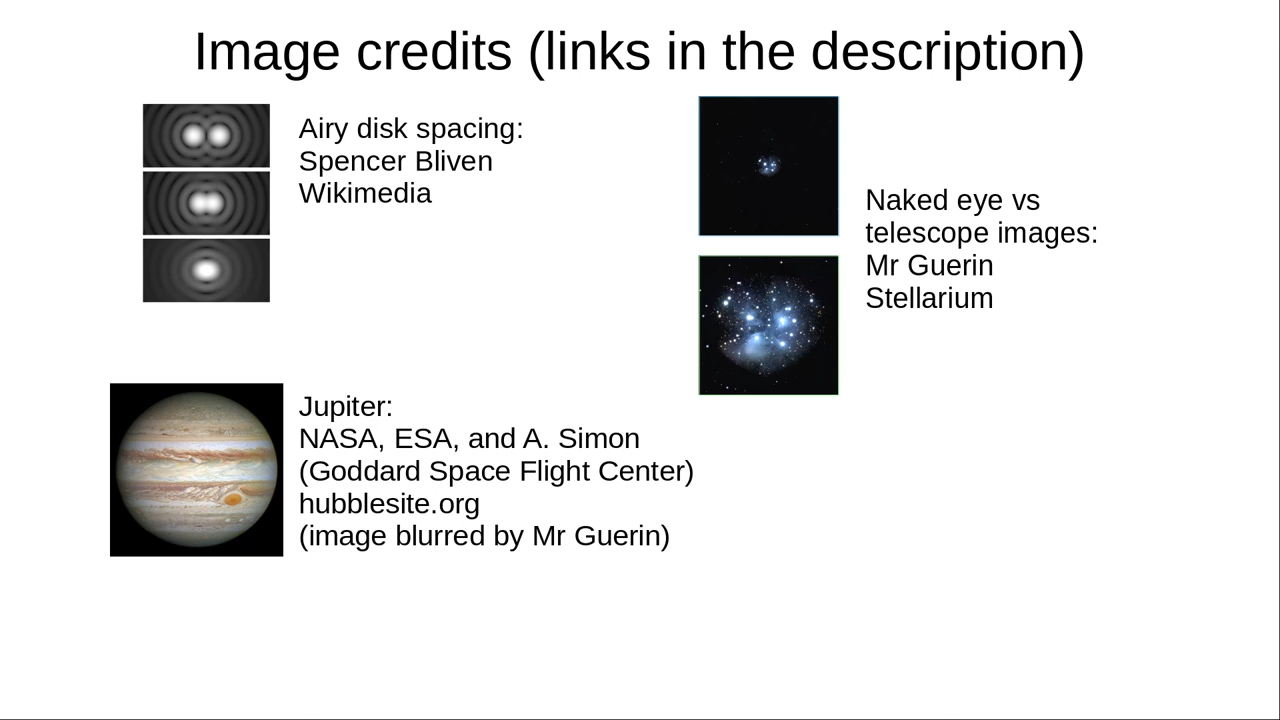 Image credits (links in the description)
Airy disk spacing:
Spencer Bliven
Wikimedia
Naked eye vs
telescope images:
Mr Guerin
Stellarium
Jupiter:
NASA, ESA, and A. Simon
(Goddard Space Flight Center)
hubblesite.org
(image blurred by Mr Guerin)